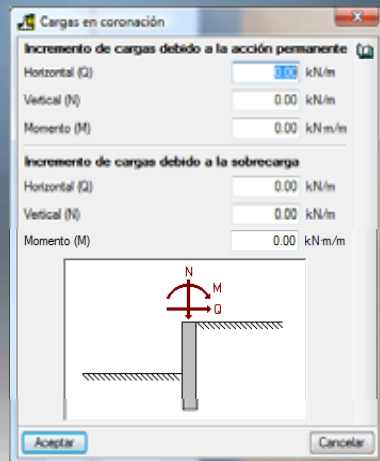 Cargas en coronación
Incremento de cargas debido a la acción permanente
Horizontal (Q) 0.00 kN/m
Vertical (N) 0.00 kN/m
Momento (M) 0.00 kN·m/m
Incremento de cargas debido a la sobrecarga
Horizontal (Q) 0.00 kN/m
Vertical (N) 0.00 kN/m
Momento (M) 0.00 kN·m/m
N
M
Q
Aceptar Cancelar